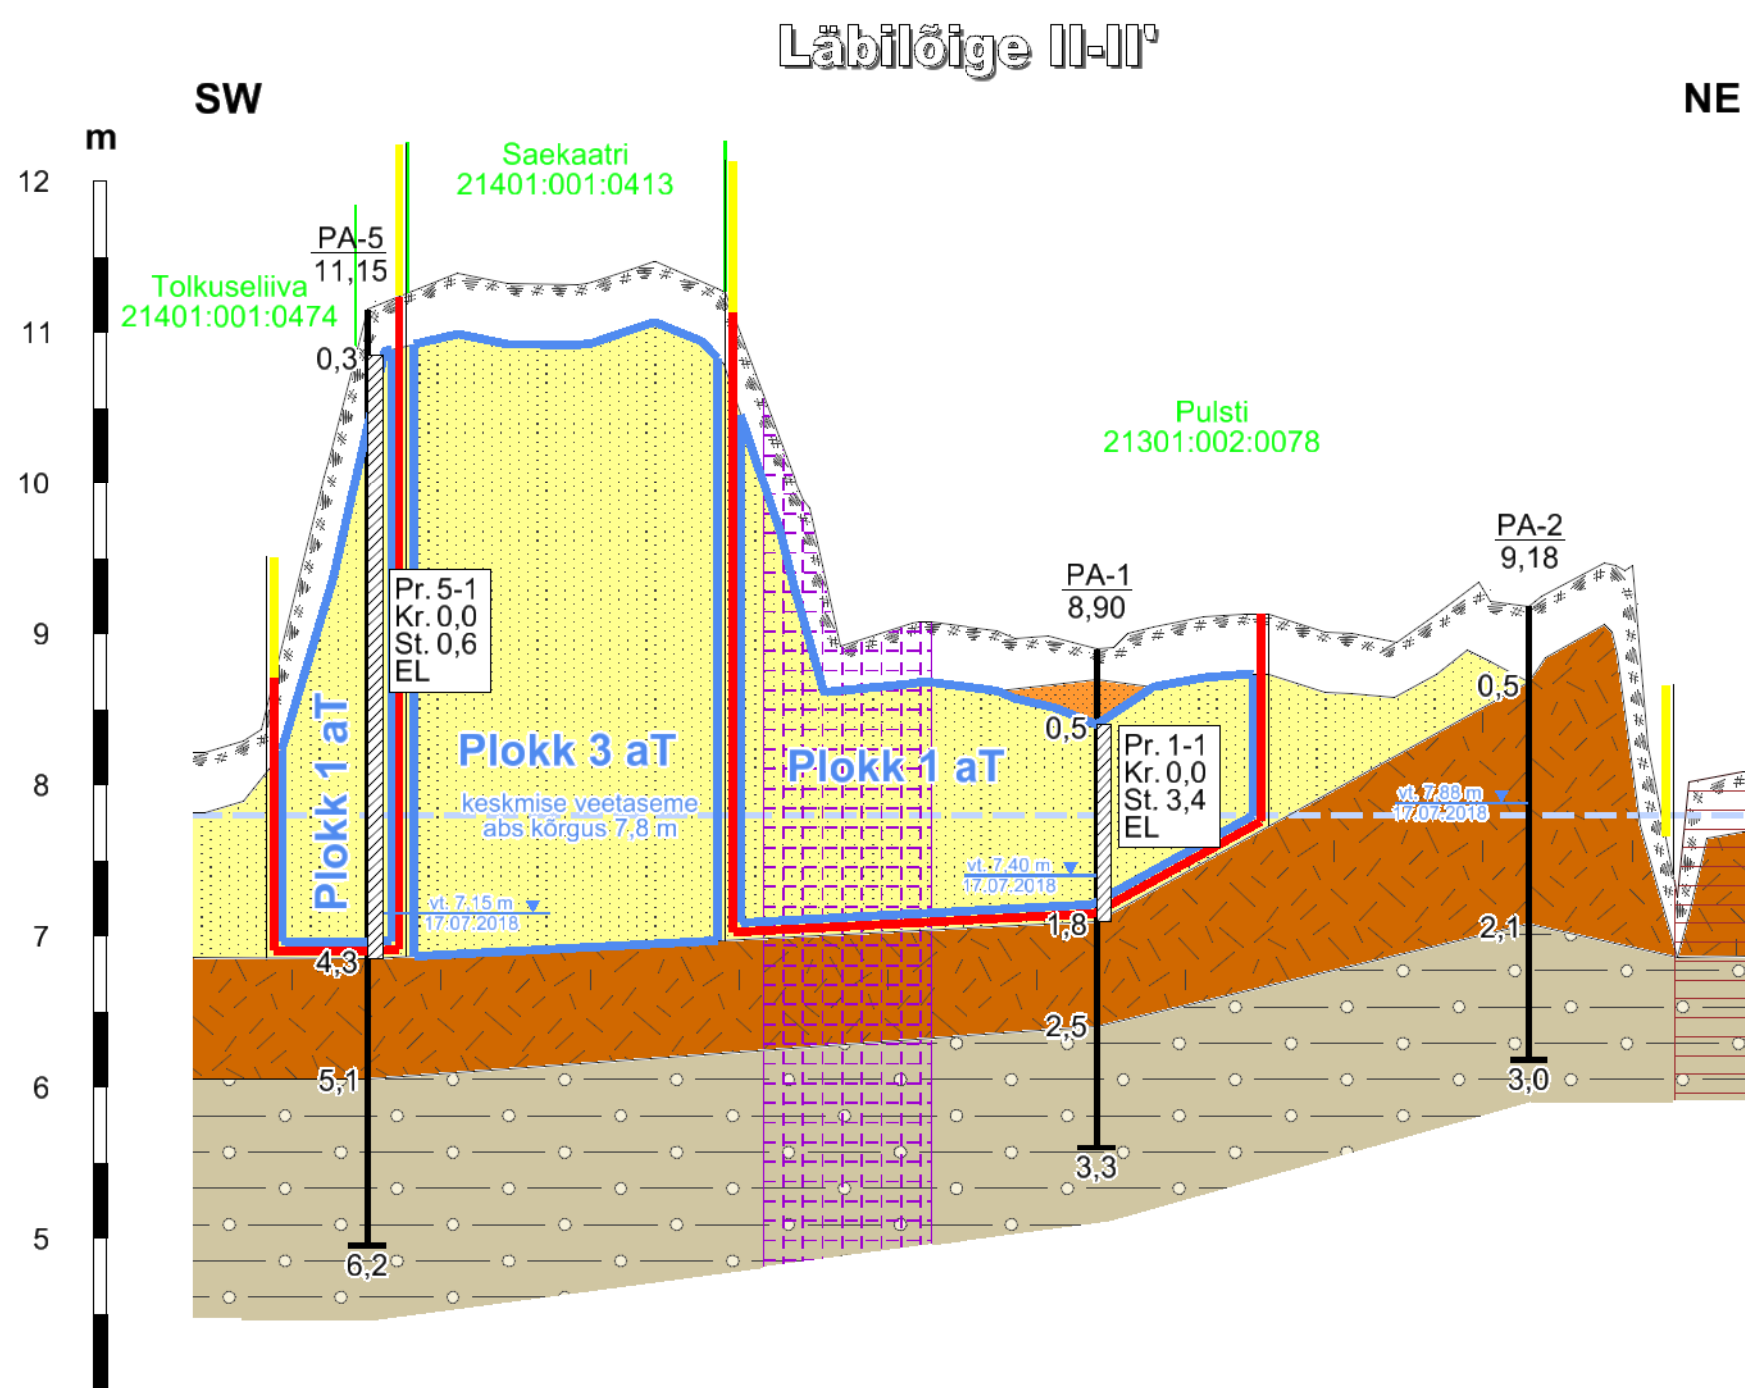 Läbilõige II-II'
SW
NE
m
12
11
10
9
8
7
6
5
Saekaatri
21401:001:0413
PA-5
11,15
Tolkuseliiva
21401:001:0474
0,3
Pulsti
21301:002:0078
PA-2
9,18
PA-1
8,90
Pr. 5-1
Kr. 0,0
St. 0,6
EL
Plokk 1 aT
Plokk 3 aT
keskmise veetaseme
abs kõrgus 7,8 m
Plokk 1 aT
0,5
Pr. 1-1
Kr. 0,0
St. 3,4
EL
0,5
vt. 7,88 m
17.07.2018
vt. 7,40 m
17.07.2018
vt. 7,15 m
17.07.2018
4,3
1,8
2,1
5,1
2,5
3,0
3,3
6,2